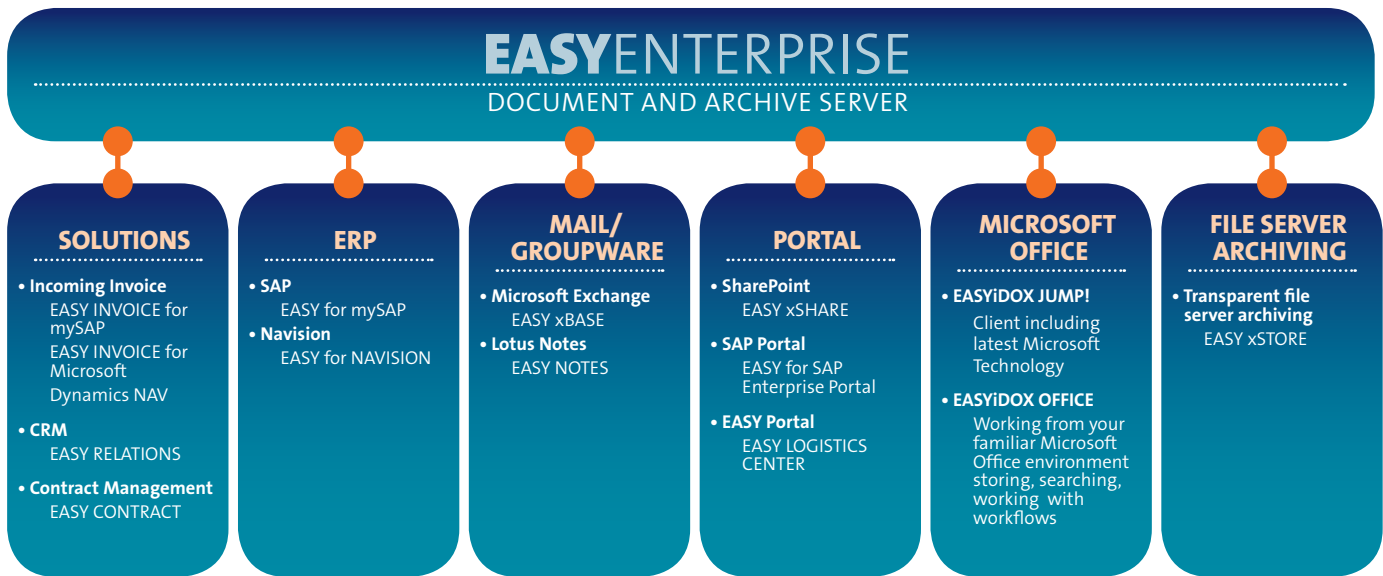 EASYENTERPRISE
DOCUMENT AND ARCHIVE SERVER
SOLUTIONS
• Incoming Invoice
EASY INVOICE for
mySAP
EASY INVOICE for
Microsoft
Dynamics NAV
• CRM
EASY RELATIONS
• Contract Management
EASY CONTRACT
ERP
• SAP
EASY for mySAP
• Navision
EASY for NAVISION
MAIL/
GROUPWARE
• Microsoft Exchange
EASY xBASE
• Lotus Notes
EASY NOTES
PORTAL
• SharePoint
EASY xSHARE
• SAP Portal
EASY for SAP
Enterprise Portal
• EASY Portal
EASY LOGISTICS
CENTER
MICROSOFT
OFFICE
• EASYiDOX JUMP!
Client including
latest Microsoft
Technology
• EASYiDOX OFFICE
Working from your
familiar Microsoft
Office environment
storing, searching,
working with
workflows
FILE SERVER
ARCHIVING
• Transparent file
server archiving
EASY xSTORE